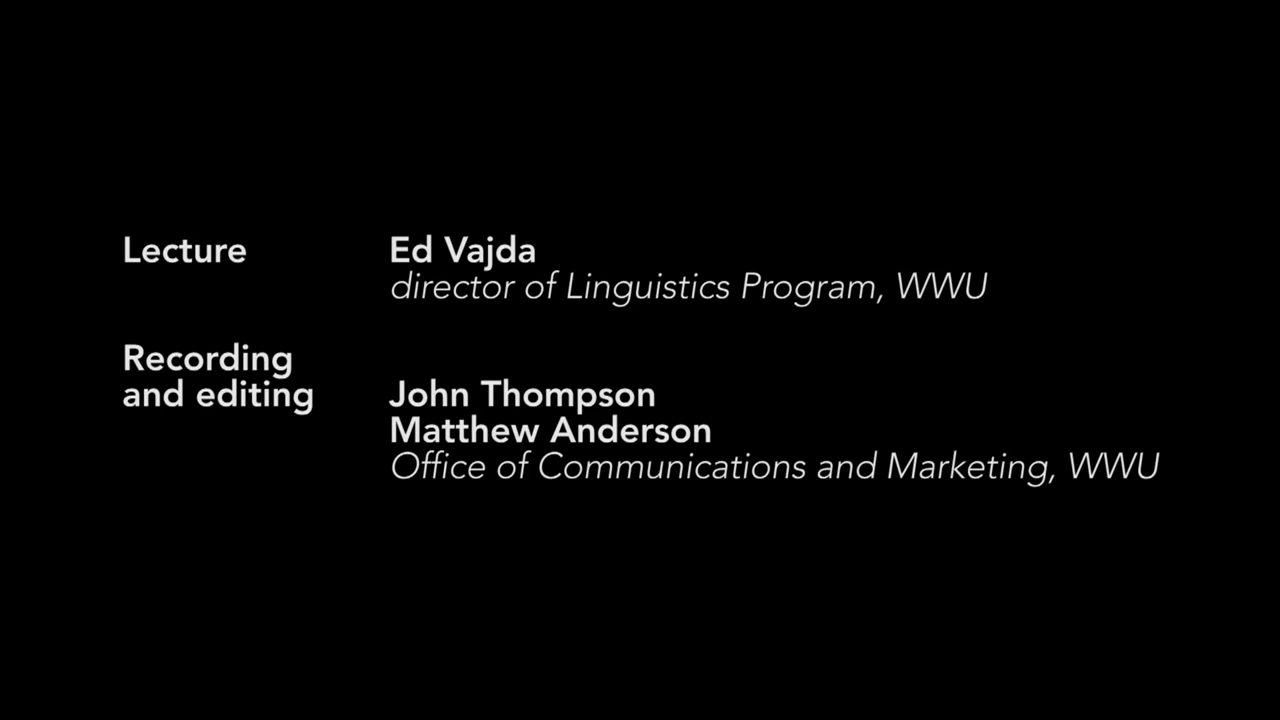 Lecture Ed Vajda
director of Linguistics Program, WWU
Recording
and editing John Thompson
Matthew Anderson
Office of Communications and Marketing, WWU